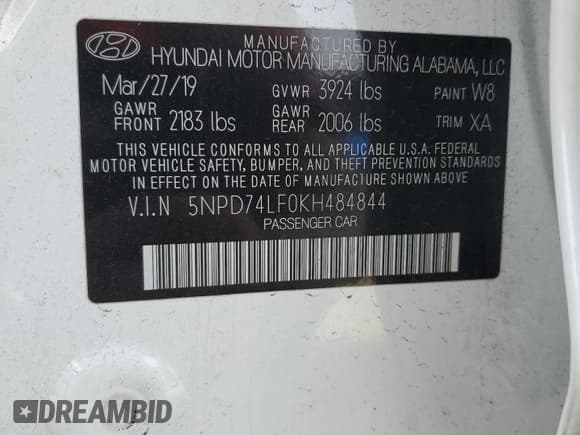 MANUFACTURED BY
HYUNDAI MOTOR MANUFACTURING ALABAMA, LLC
Mar/27/19 GVWR 3924 lbs PAINT W8
GAWR FRONT 2183 lbs GAWR REAR 2006 lbs TRIM XA
THIS VEHICLE CONFORMS TO ALL APPLICABLE U.S.A. FEDERAL
MOTOR VEHICLE SAFETY, BUMPER, AND THEFT PREVENTION STANDARDS
IN EFFECT ON THE DATE OF MANUFACTURE SHOWN ABOVE.
V.I.N 5NPD74LF0KH484844
PASSENGER CAR
DREAMBID